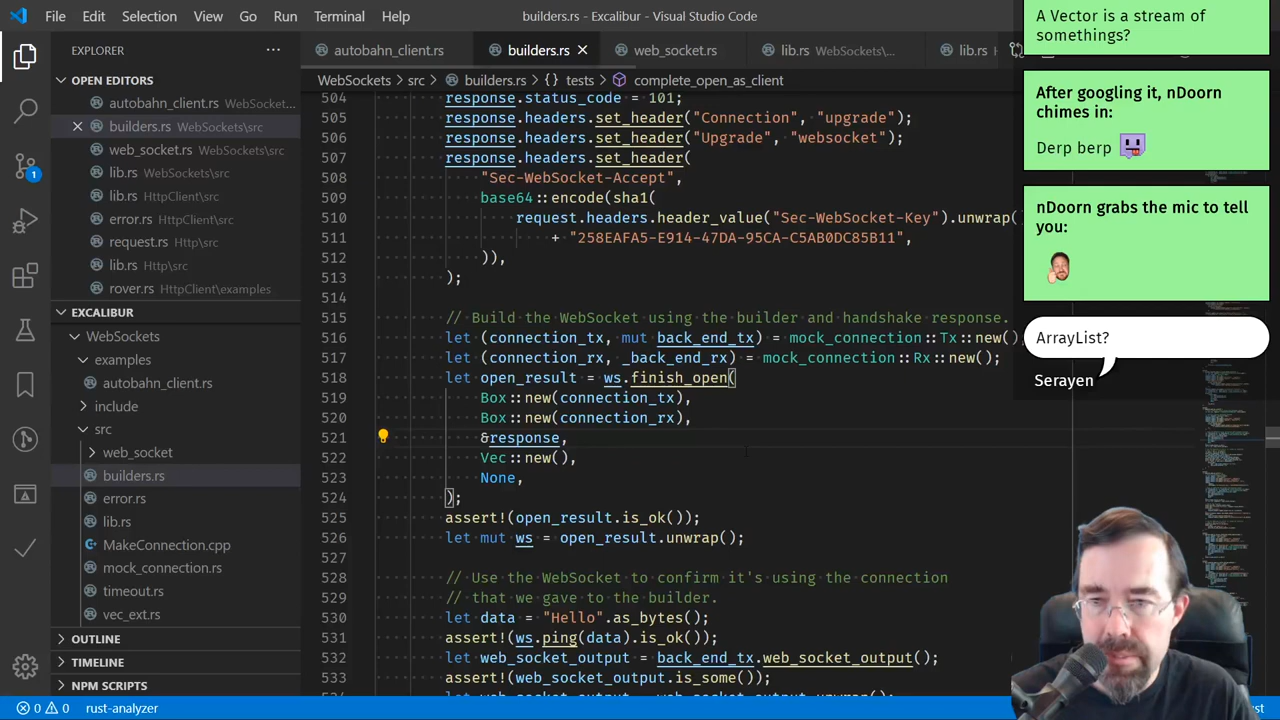 File Edit Selection View Go Run Terminal Help
builders.rs - Excalibur - Visual Studio Code
EXPLORER
OPEN EDITORS
autobahn_client.rs WebSocket...
builders.rs WebSockets\src
web_socket.rs WebSockets\src
lib.rs WebSockets\src
lib.rs HttpClient\src
error.rs HttpClient\src
request.rs Http\src
lib.rs Http\src
rover.rs HttpClient\examples
EXCALIBUR
WebSockets
examples
autobahn_client.rs
include
src
web_socket
builders.rs
error.rs
lib.rs
MakeConnection.cpp
mock_connection.rs
timeout.rs
vec_ext.rs
OUTLINE
TIMELINE
NPM SCRIPTS
1
autobahn_client.rs builders.rs web_socket.rs lib.rs WebSockets\... lib.rs
WebSockets > src > builders.rs > {} tests > complete_open_as_client
504 response.status_code = 101;
505 response.headers.set_header("Connection", "upgrade");
506 response.headers.set_header("Upgrade", "websocket");
507 response.headers.set_header(
508 "Sec-WebSocket-Accept",
509 base64::encode(sha1(
510 request.headers.header_value("Sec-WebSocket-Key").unwrap()
511 + "258EAFA5-E914-47DA-95CA-C5AB0DC85B11",
512 )),
513 );
514
515 // Build the WebSocket using the builder and handshake response.
516 let (connection_tx, mut back_end_tx) = mock_connection::Tx::new()
517 let (connection_rx, _back_end_rx) = mock_connection::Rx::new();
518 let open_result = ws.finish_open(
519 Box::new(connection_tx),
520 Box::new(connection_rx),
521 &response,
522 Vec::new(),
523 None,
524 );
525 assert!(open_result.is_ok());
526 let mut ws = open_result.unwrap();
527
528 // Use the WebSocket to confirm it's using the connection
529 // that we gave to the builder.
530 let data = "Hello".as_bytes();
531 assert!(ws.ping(data).is_ok());
532 let web_socket_output = back_end_tx.web_socket_output();
533 assert!(web_socket_output.is_some());
A Vector is a stream of
somethings?
After googling it, nDoorn
chimes in:
Derp berp
nDoorn grabs the mic to tell
you:
ArrayList?
Serayen
0 0 rust-analyzer